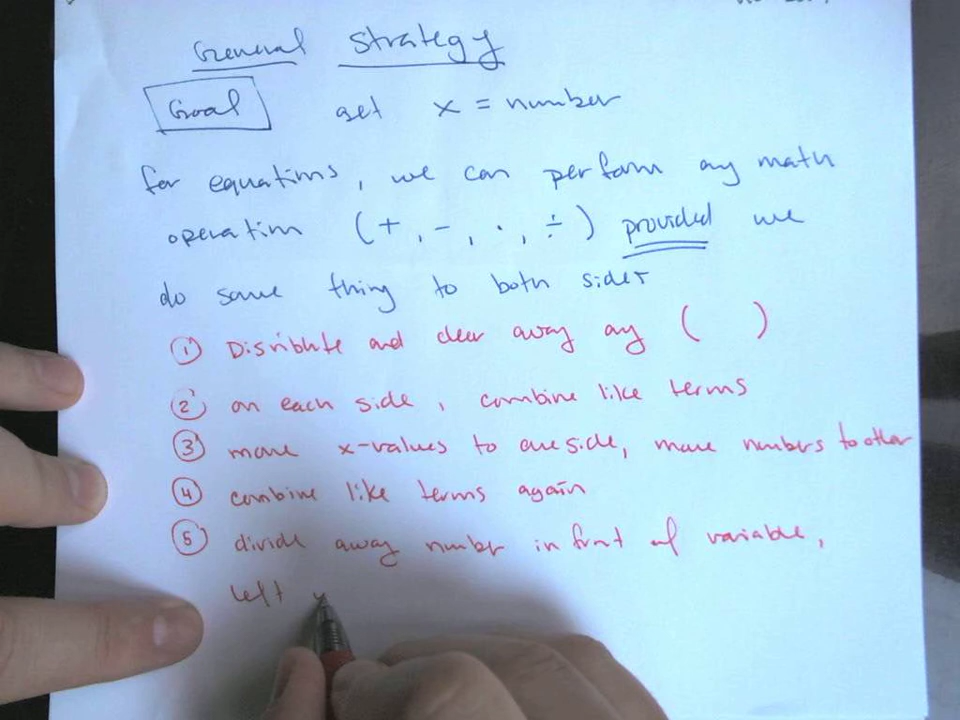 General Strategy
Goal get x = number
for equations, we can perform any math
operation (+, -, ·, ÷) provided we
do same thing to both sides
① Disribute and clear away any ( )
② on each side, combine like terms
③ move x-values to one side, move numbers to other
④ combine like terms again
⑤ divide away number in front of variable,
left